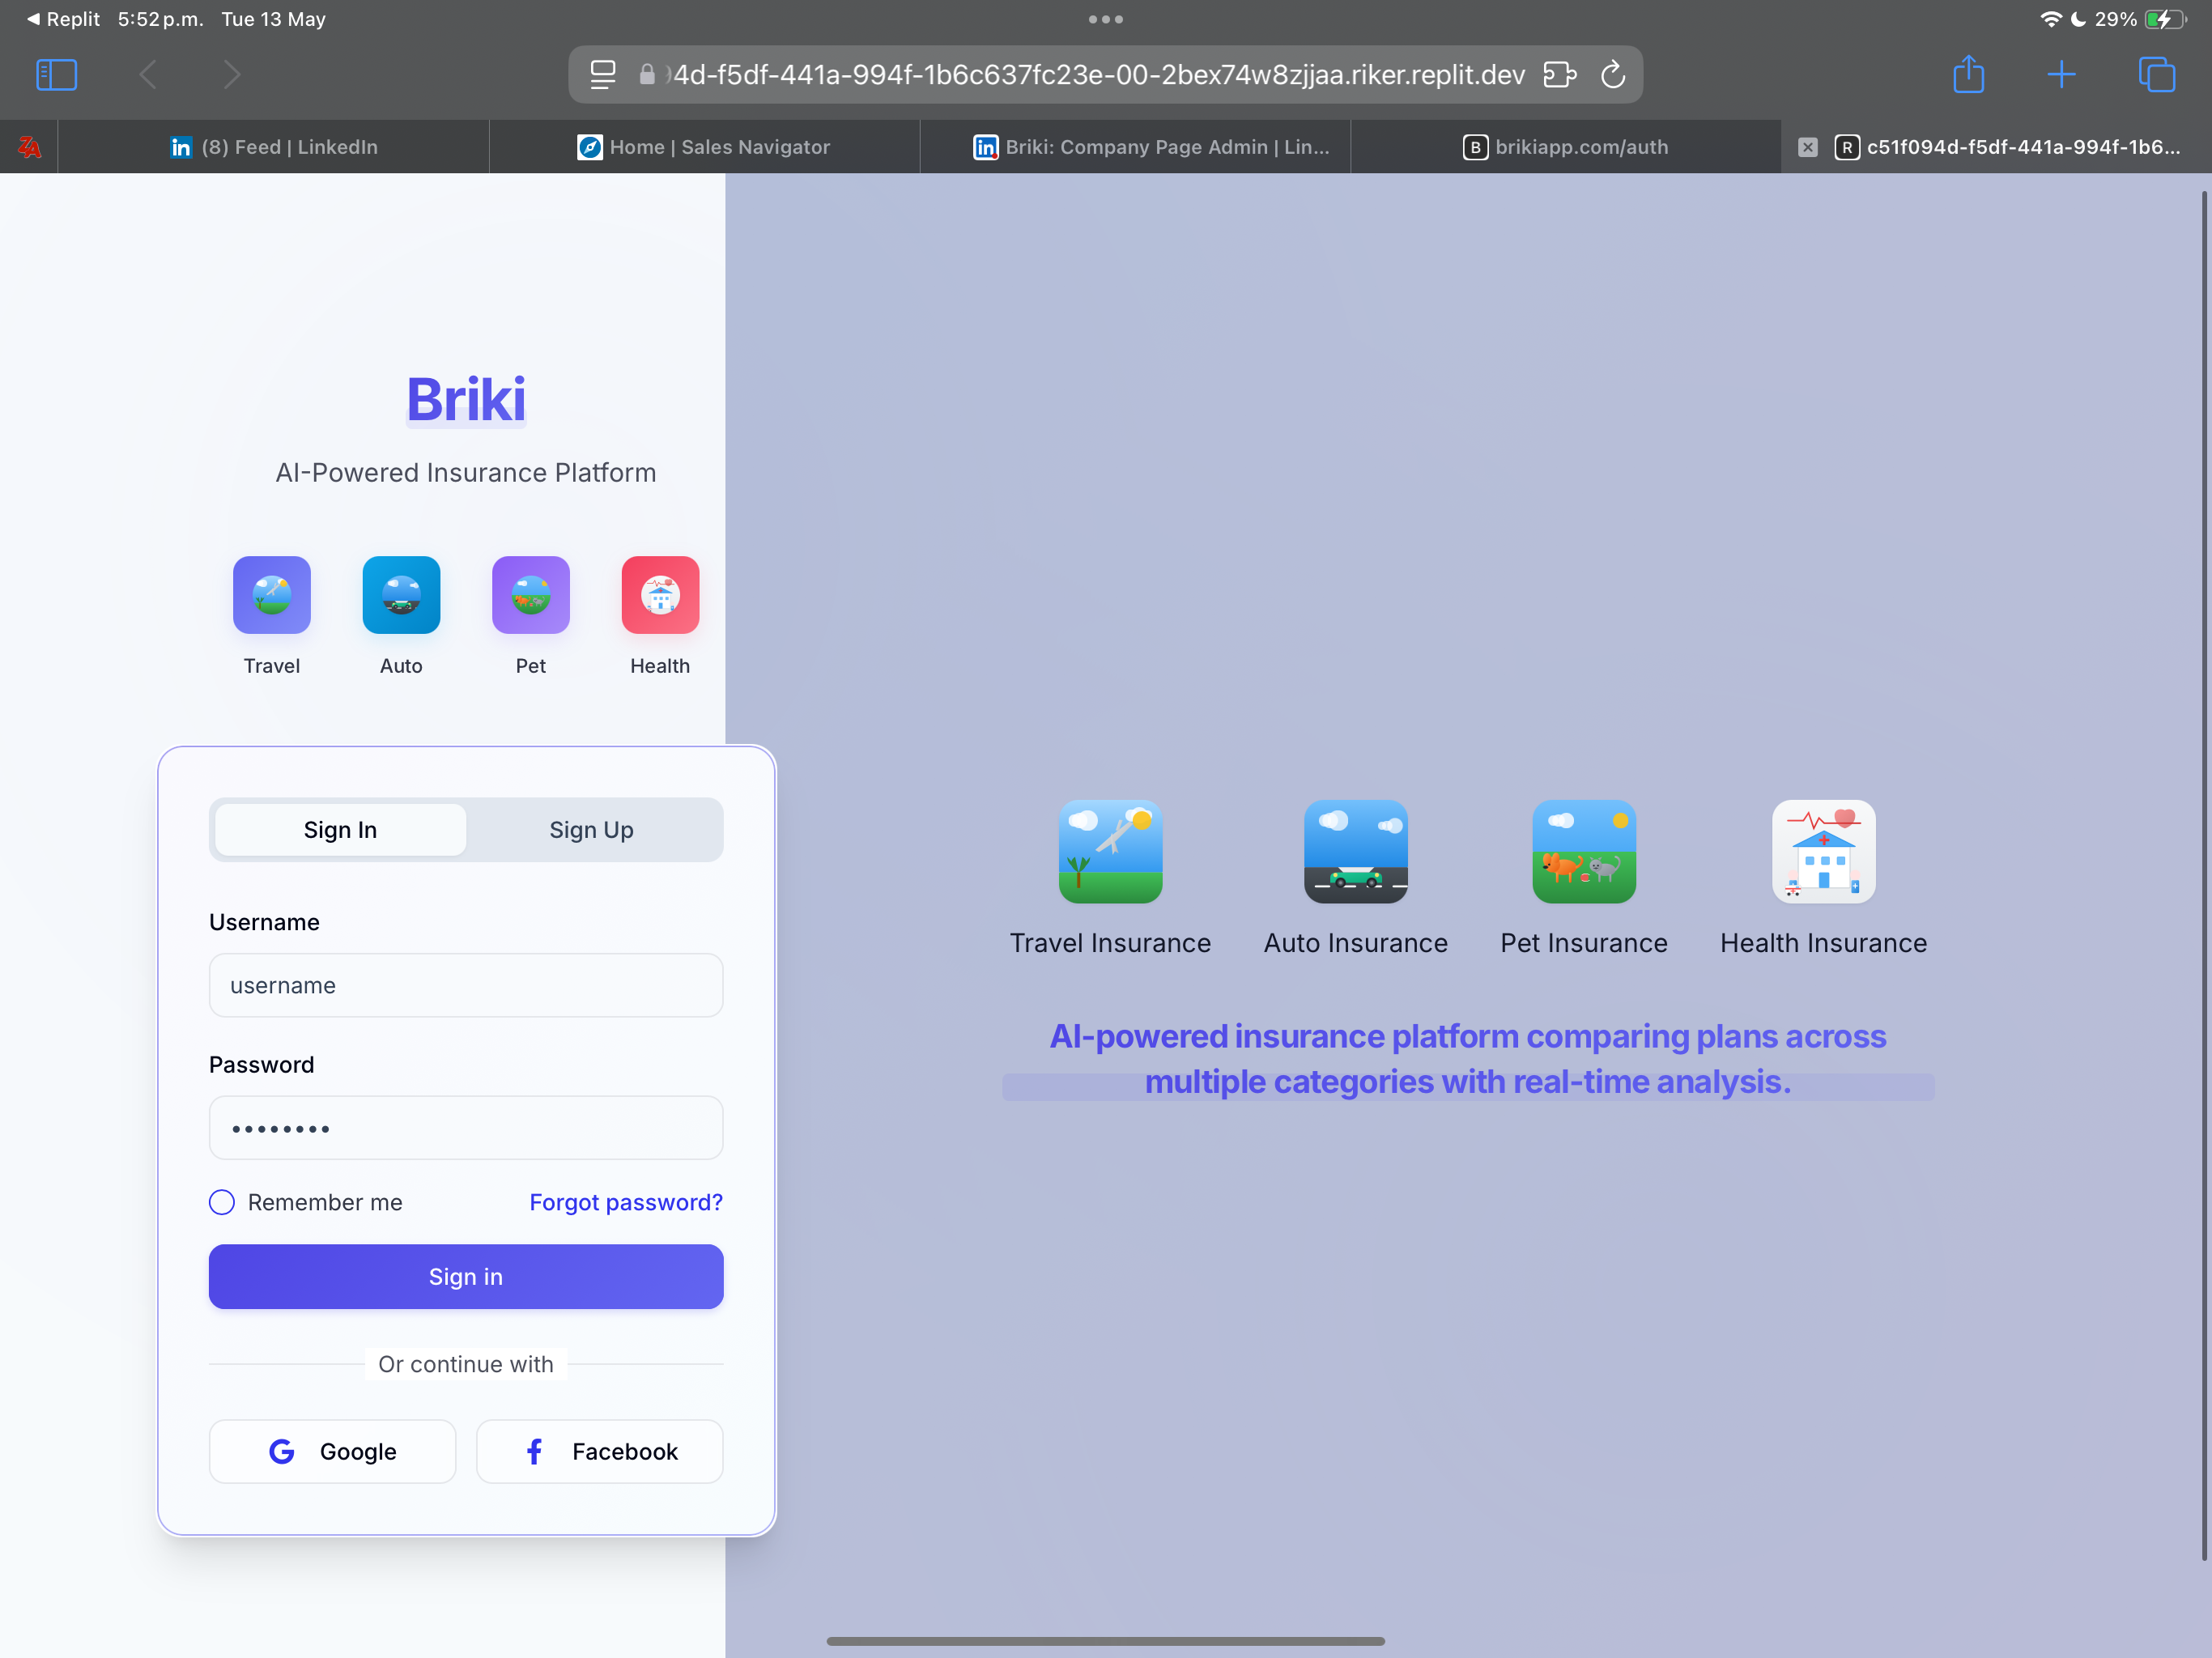 Replit 5:52 p.m. Tue 13 May
29%
4d-f5df-441a-994f-1b6c637fc23e-00-2bex74w8zjjaa.riker.replit.dev
ZA
in (8) Feed | LinkedIn
Home | Sales Navigator
in Briki: Company Page Admin | Lin...
B brikiapp.com/auth
R c51f094d-f5df-441a-994f-1b6...
Briki
AI-Powered Insurance Platform
Travel Auto Pet Health
Sign In Sign Up
Username
username
Password
Remember me Forgot password?
Sign in
Or continue with
G Google f Facebook
Travel Insurance Auto Insurance Pet Insurance Health Insurance
AI-powered insurance platform comparing plans across
multiple categories with real-time analysis.